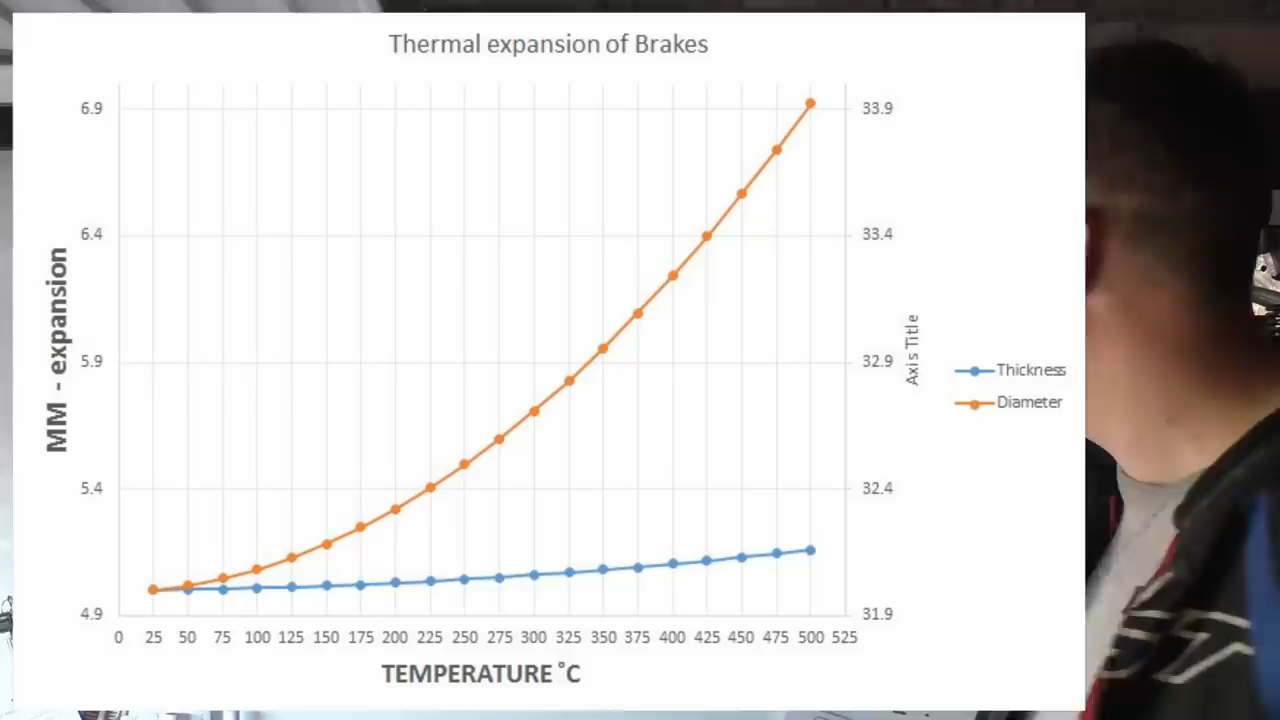 Thermal expansion of Brakes
6.9
6.4
5.9
5.4
4.9
MM - expansion
33.9
33.4
32.9
32.4
31.9
Axis Title
Thickness
Diameter
0 25 50 75 100 125 150 175 200 225 250 275 300 325 350 375 400 425 450 475 500 525
TEMPERATURE ˚C